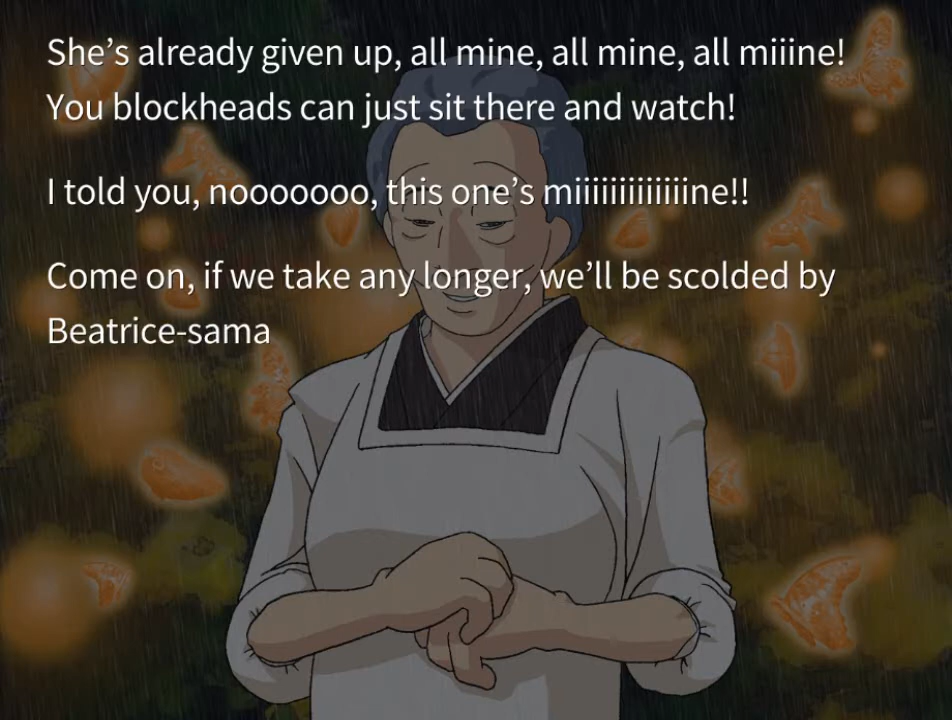 She’s already given up, all mine, all mine, all miiine!
You blockheads can just sit there and watch!
I told you, nooooooo, this one’s miiiiiiiiiiiiine!!
Come on, if we take any longer, we’ll be scolded by
Beatrice-sama